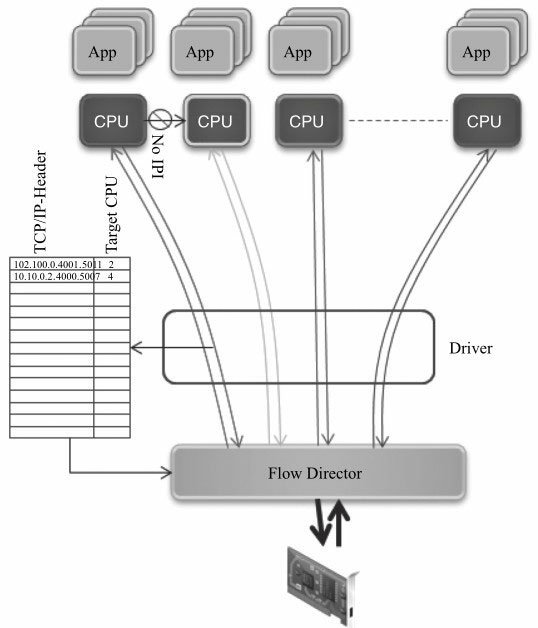 App App App App
CPU CPU CPU CPU
No IPI
TCP/IP-Header
Target CPU
102.100.0.4001.5011 2
10.10.0.2.4000.5007 4
Driver
Flow Director